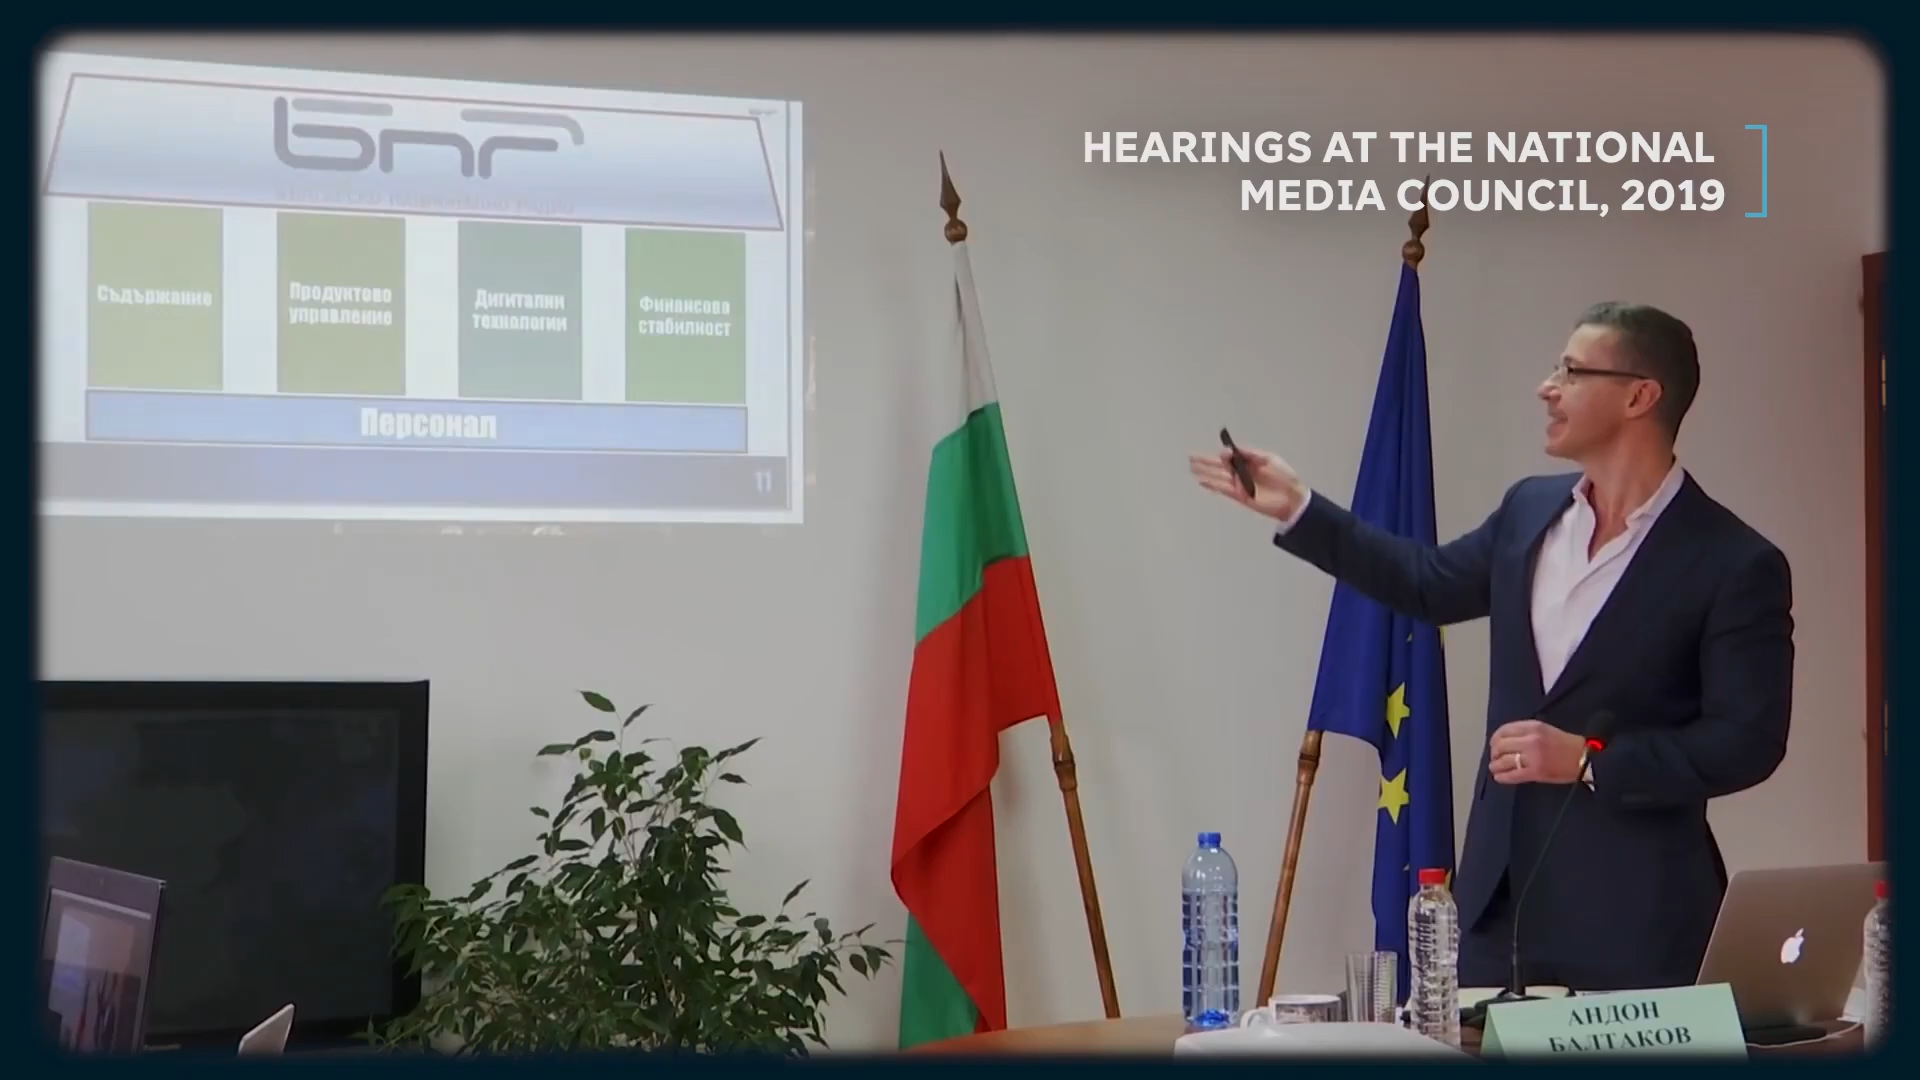 бнр
HEARINGS AT THE NATIONAL
MEDIA COUNCIL, 2019
Съдържание
Продуктово
управление
Дигитални
технологии
Финансова
стабилност
Персонал
11
АНДОН
БАЛТАКОВ